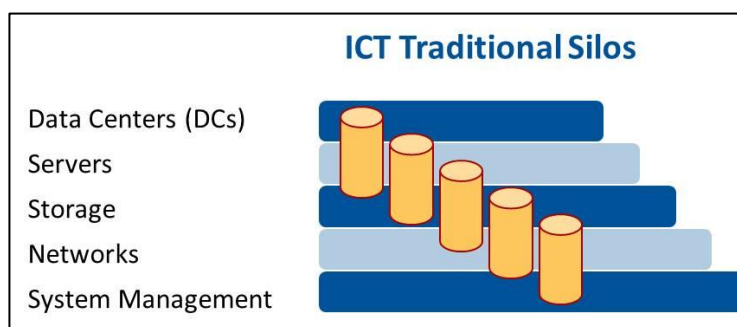 ICT Traditional Silos
Data Centers (DCs)
Servers
Storage
Networks
System Management